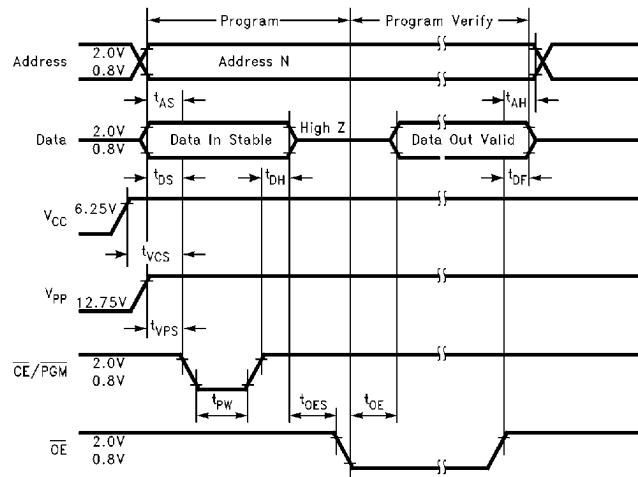 Program
Program Verify
Address
2.0V
0.8V
Address N
tAS
tAH
Data
2.0V
0.8V
Data In Stable
High Z
Data Out Valid
tDS
tDH
tDF
VCC
6.25V
tVCS
VPP
12.75V
tVPS
CE/PGM
2.0V
0.8V
tPW
tOES
tOE
OE
2.0V
0.8V